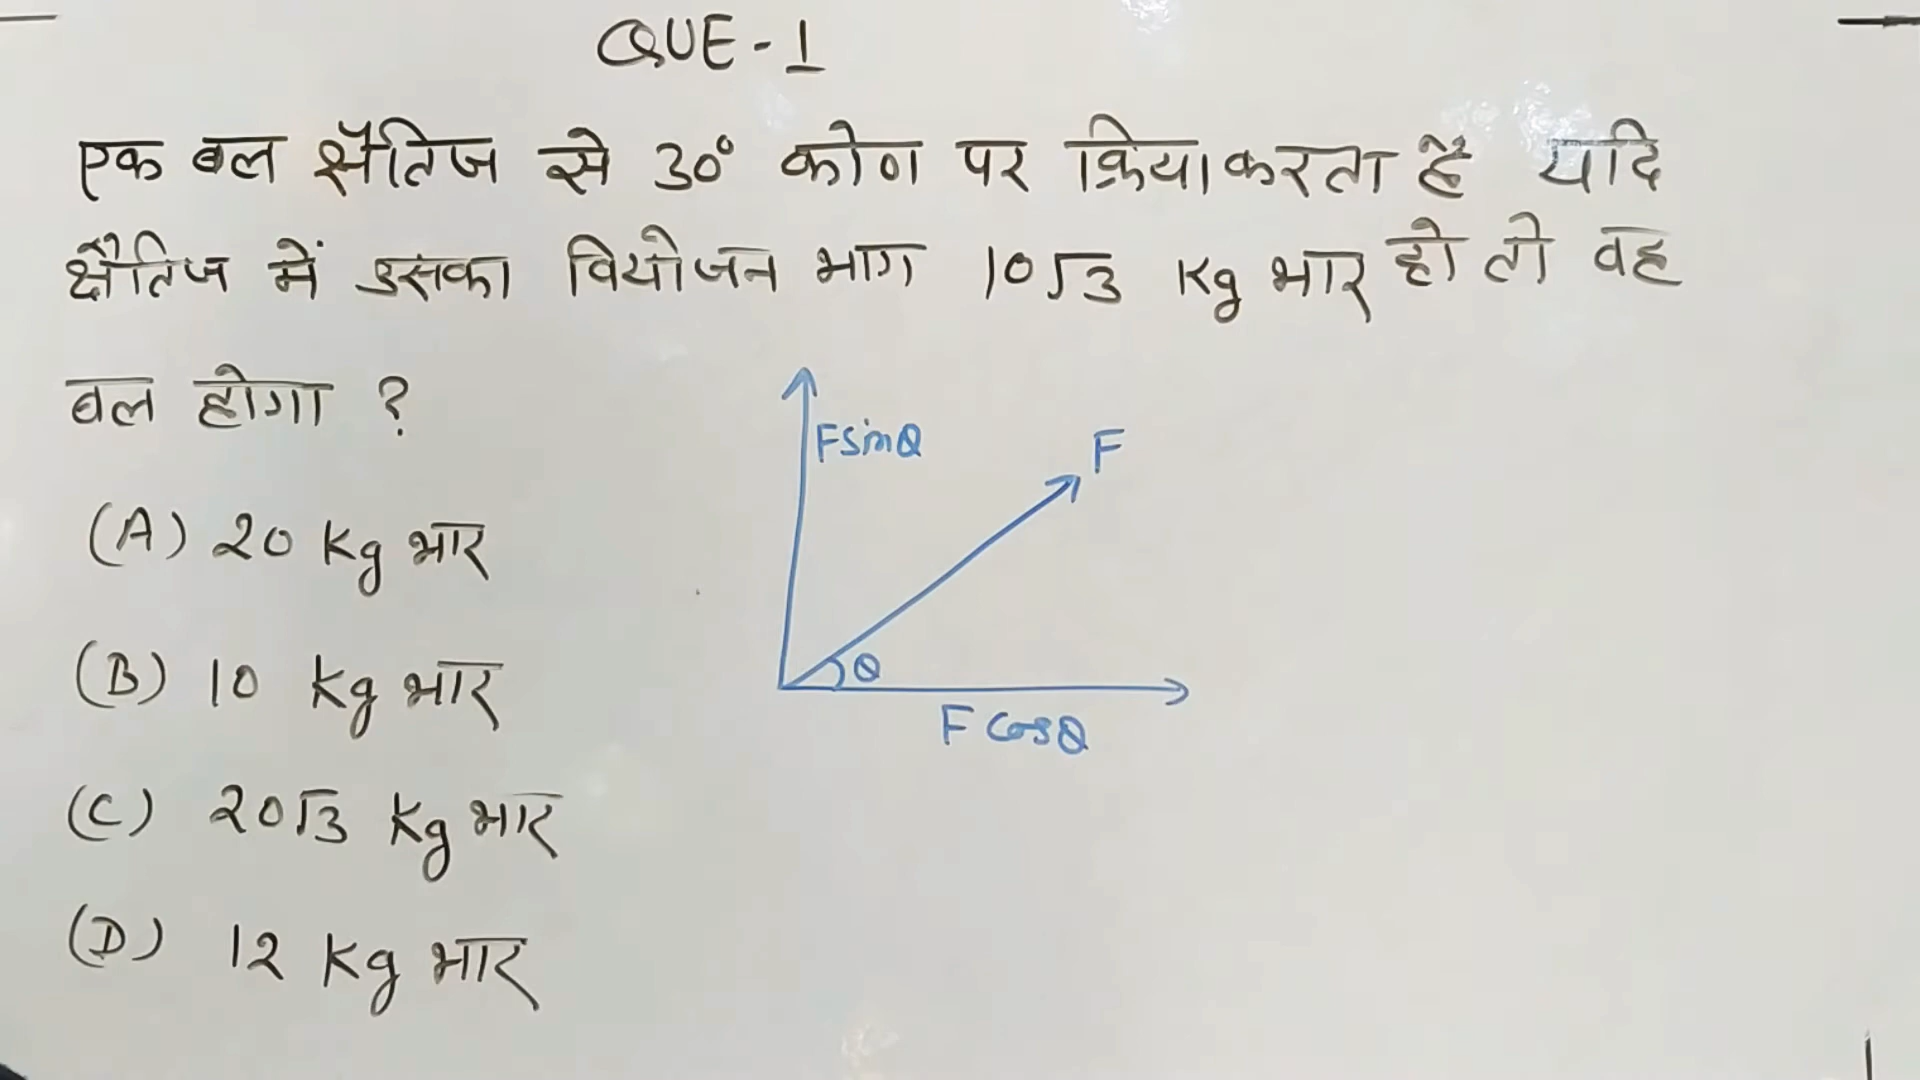 QUE-1
एक बल क्षैतिज से 30° कोण पर क्रिया करता है यदि
क्षैतिज में उसका वियोजन भाग 10√3 Kg भार हो तो वह
बल होगा ?
(A) 20 Kg भार
(B) 10 Kg भार
(C) 20√3 Kg भार
(D) 12 Kg भार
Fsinθ
F
θ
F cosθ